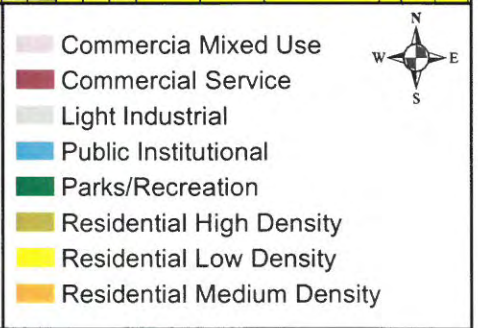 N
W E
S
Commercia Mixed Use
Commercial Service
Light Industrial
Public Institutional
Parks/Recreation
Residential High Density
Residential Low Density
Residential Medium Density